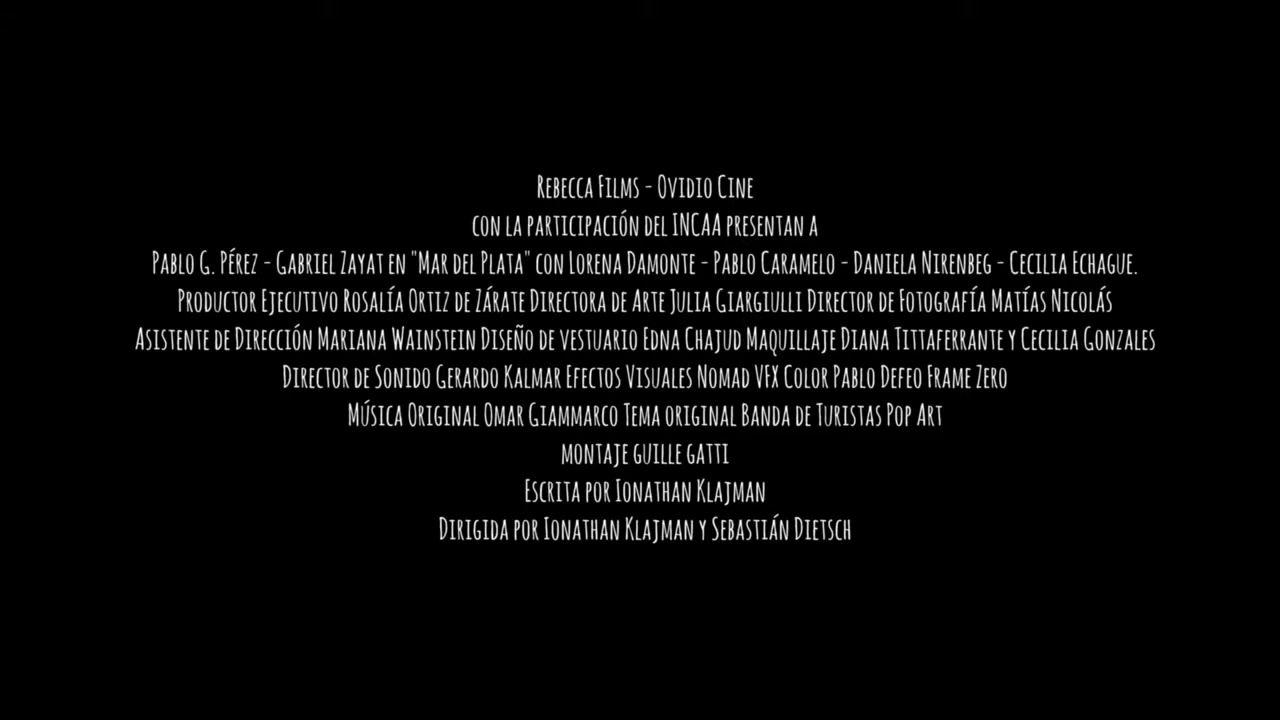 Rebecca Films - Ovidio Cine
con la participación del INCAA presentan a
Pablo G. Pérez - Gabriel Zayat en "Mar del Plata" con Lorena Damonte - Pablo Caramelo - Daniela Nirenbeg - Cecilia Echague.
Productor Ejecutivo Rosalía Ortiz de Zárate Directora de Arte Julia Giargiulli Director de Fotografía Matías Nicolás
Asistente de Dirección Mariana Wainstein Diseño de vestuario Edna Chajud Maquillaje Diana Tittaferrante y Cecilia Gonzales
Director de Sonido Gerardo Kalmar Efectos Visuales Nomad VFX Color Pablo Defeo Frame Zero
Música Original Omar Giammarco Tema original Banda de Turistas Pop Art
montaje guille gatti
Escrita por Ionathan Klajman
Dirigida por Ionathan Klajman y Sebastián Dietsch